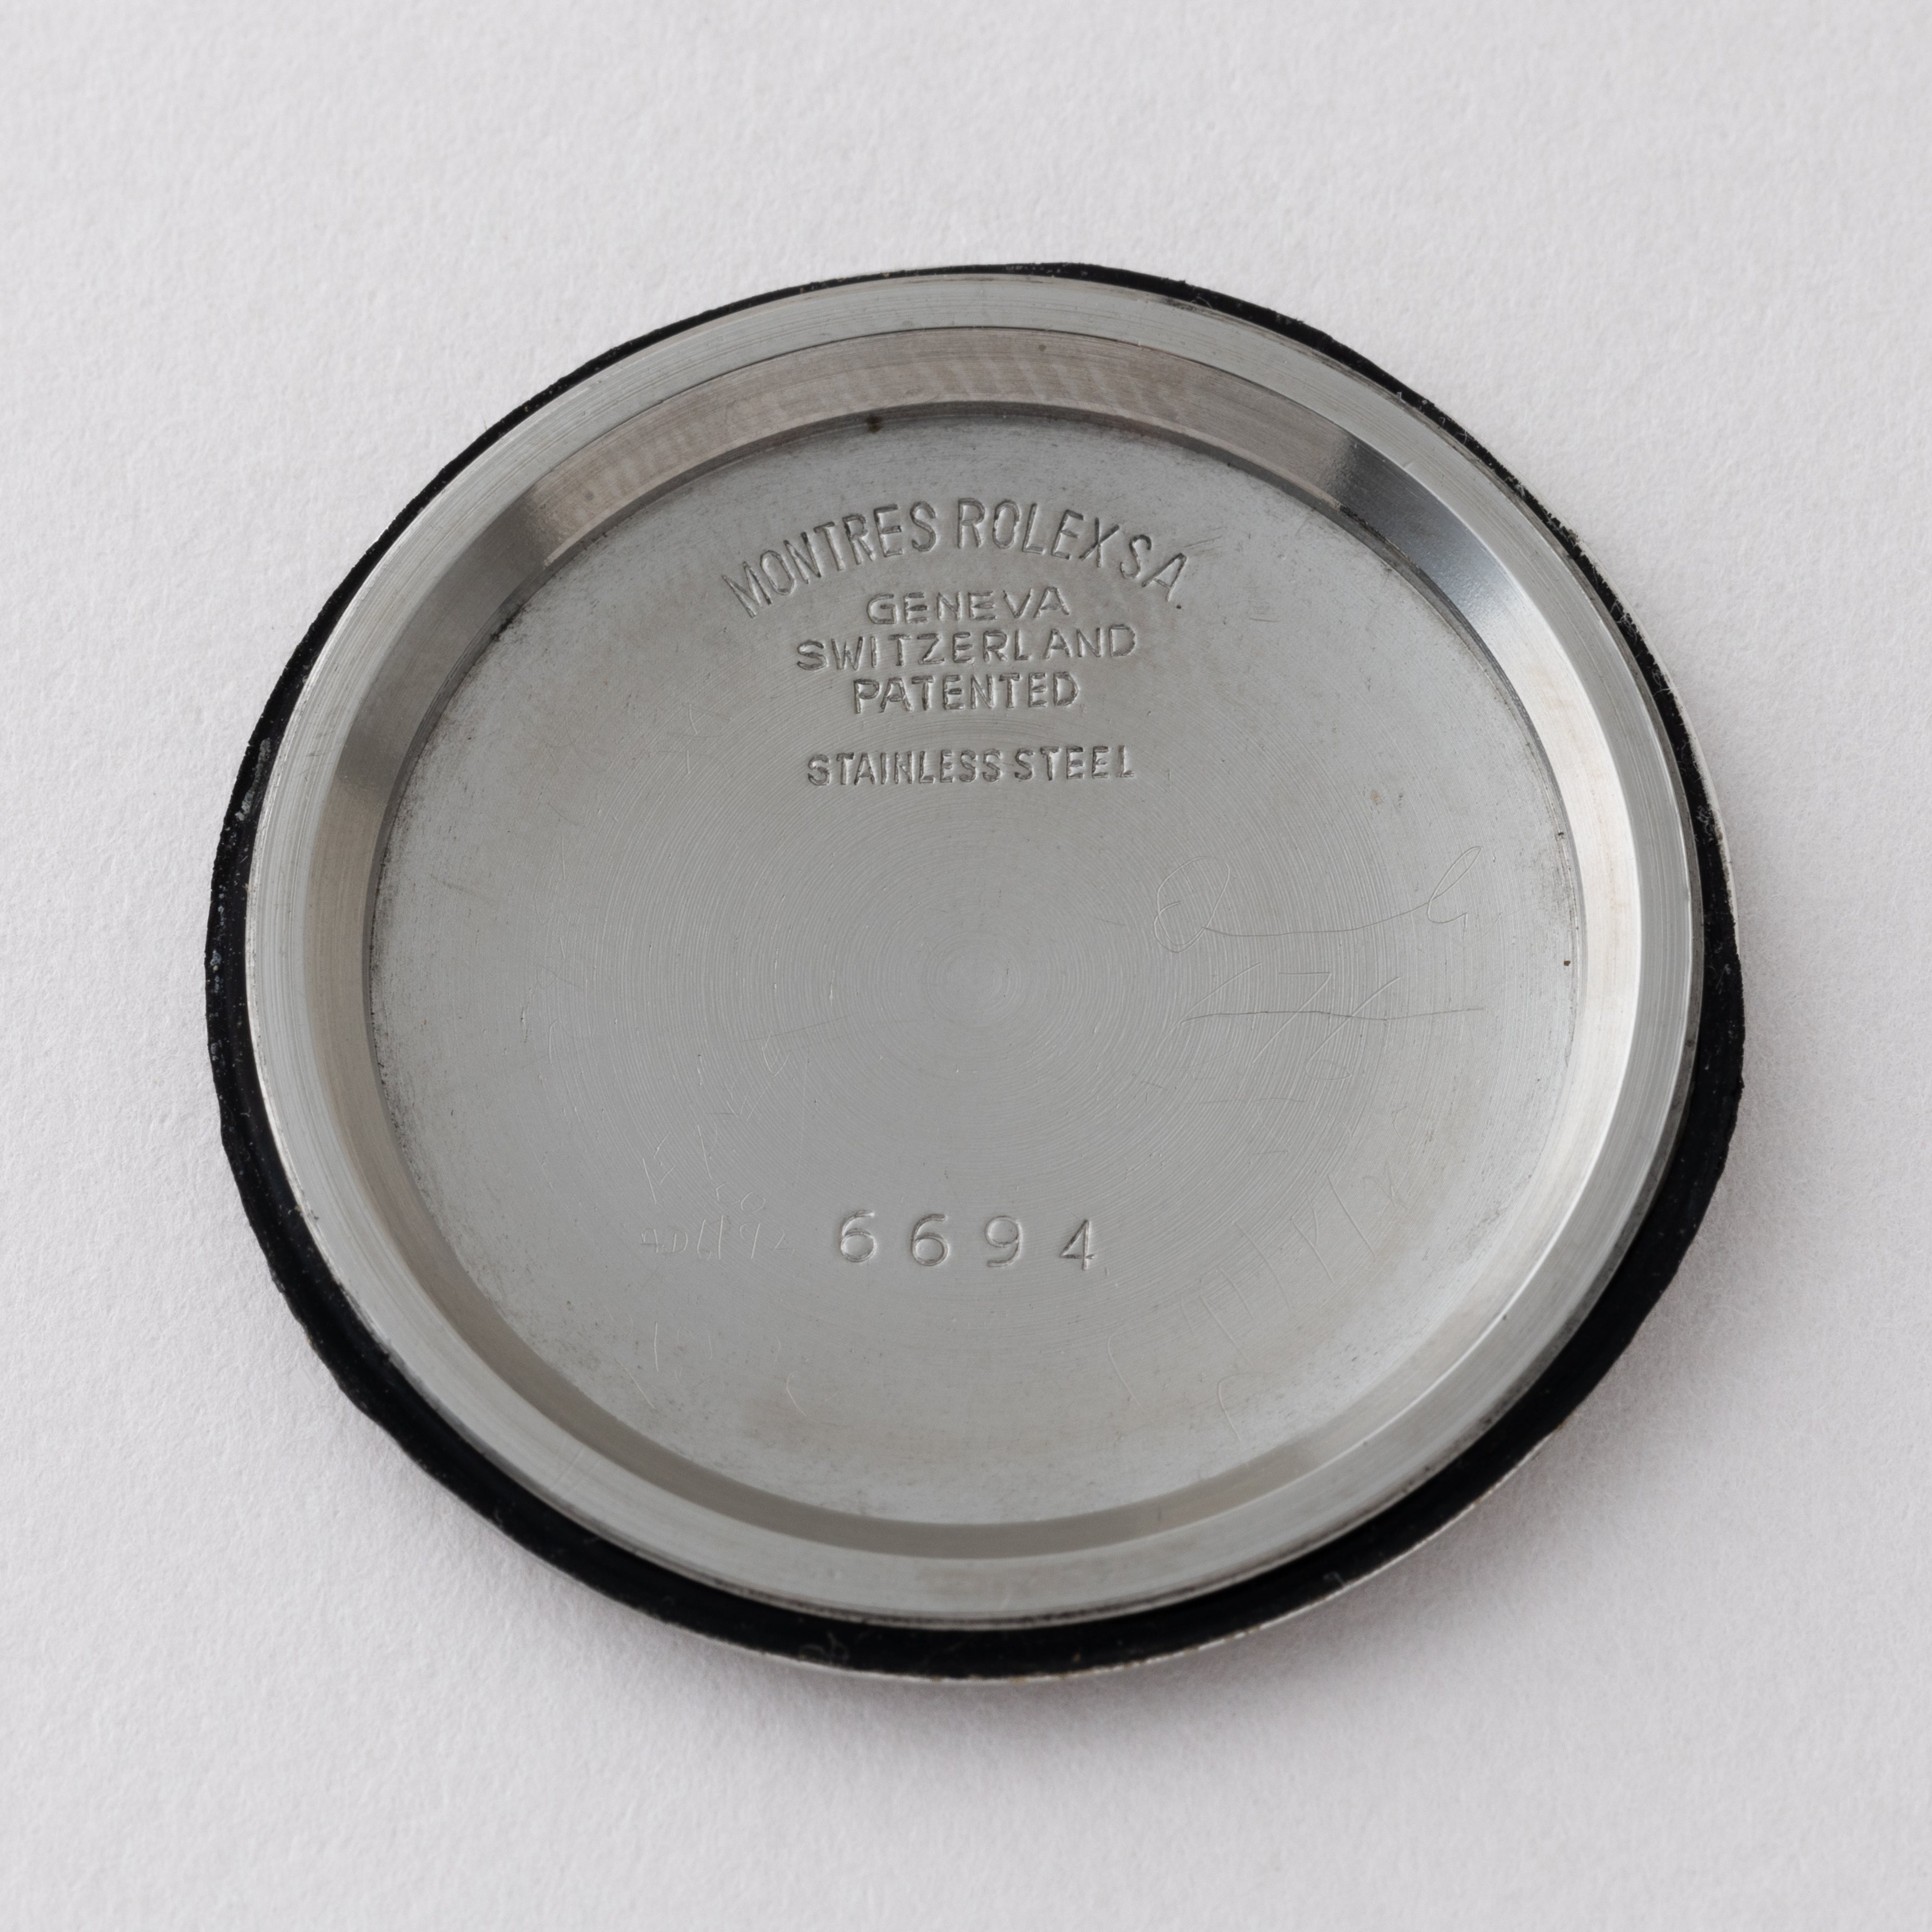 MONTRES ROLEX S A.
GENEVA
SWITZERLAND
PATENTED
STAINLESS STEEL
6694